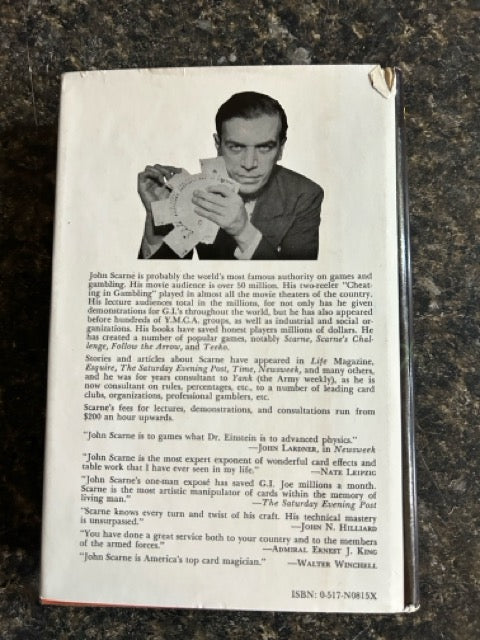 John Scarne is probably the world's most famous authority on games and
gambling. His movie audience is over 50 million. His two-reeler "Cheat-
ing in Gambling" played in almost all the movie theaters of the country.
His lecture audiences total in the millions, for not only has he given
demonstrations for G.I.'s throughout the world, but he has also appeared
before hundreds of Y.M.C.A. groups, as well as industrial and social or-
ganizations. His books have saved honest players millions of dollars. He
has created a number of popular games, notably Scarne, Scarne's Chal-
lenge, Follow the Arrow, and Teeko.
Stories and articles about Scarne have appeared in Life Magazine,
Esquire, The Saturday Evening Post, Time, Newsweek, and many others,
and he was for years consultant to Yank (the Army weekly), as he is
now consultant on rules, percentages, etc., to a number of leading card
clubs, organizations, professional gamblers, etc.
Scarne's fees for lectures, demonstrations, and consultations run from
$200 an hour upwards.
"John Scarne is to games what Dr. Einstein is to advanced physics."
—JOHN LARDNER, in Newsweek
"John Scarne is the most expert exponent of wonderful card effects and
table work that I have ever seen in my life." —NATE LEIPZIG
"John Scarne's one-man exposé has saved G.I. Joe millions a month.
Scarne is the most artistic manipulator of cards within the memory of
living man." —The Saturday Evening Post
"Scarne knows every turn and twist of his craft. His technical mastery
is unsurpassed." —JOHN N. HILLIARD
"You have done a great service both to your country and to the members
of the armed forces." —ADMIRAL ERNEST J. KING
"John Scarne is America's top card magician." —WALTER WINCHELL
ISBN: 0-517-N0815X